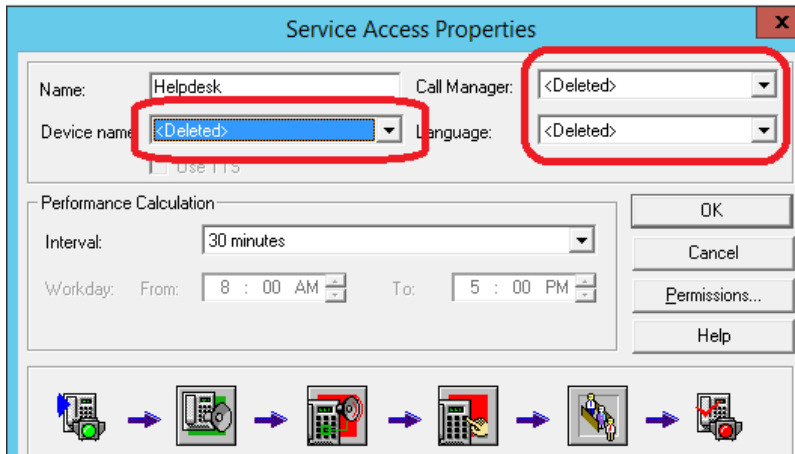 Service Access Properties
x
Name: Helpdesk Call Manager: <Deleted>
Device name <Deleted> Language: <Deleted>
Use TTS
Performance Calculation
Interval: 30 minutes
Workday: From: 8 : 00 AM To: 5 : 00 PM
OK
Cancel
Permissions...
Help